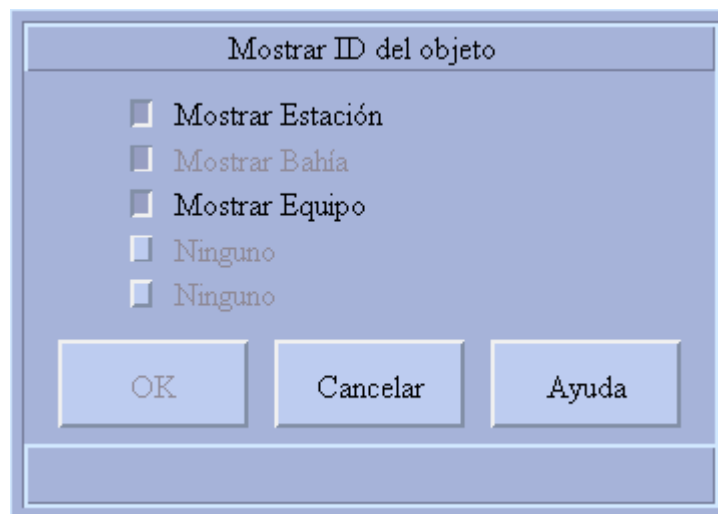 Mostrar ID del objeto
Mostrar Estación
Mostrar Bahía
Mostrar Equipo
Ninguno
Ninguno
OK Cancelar Ayuda